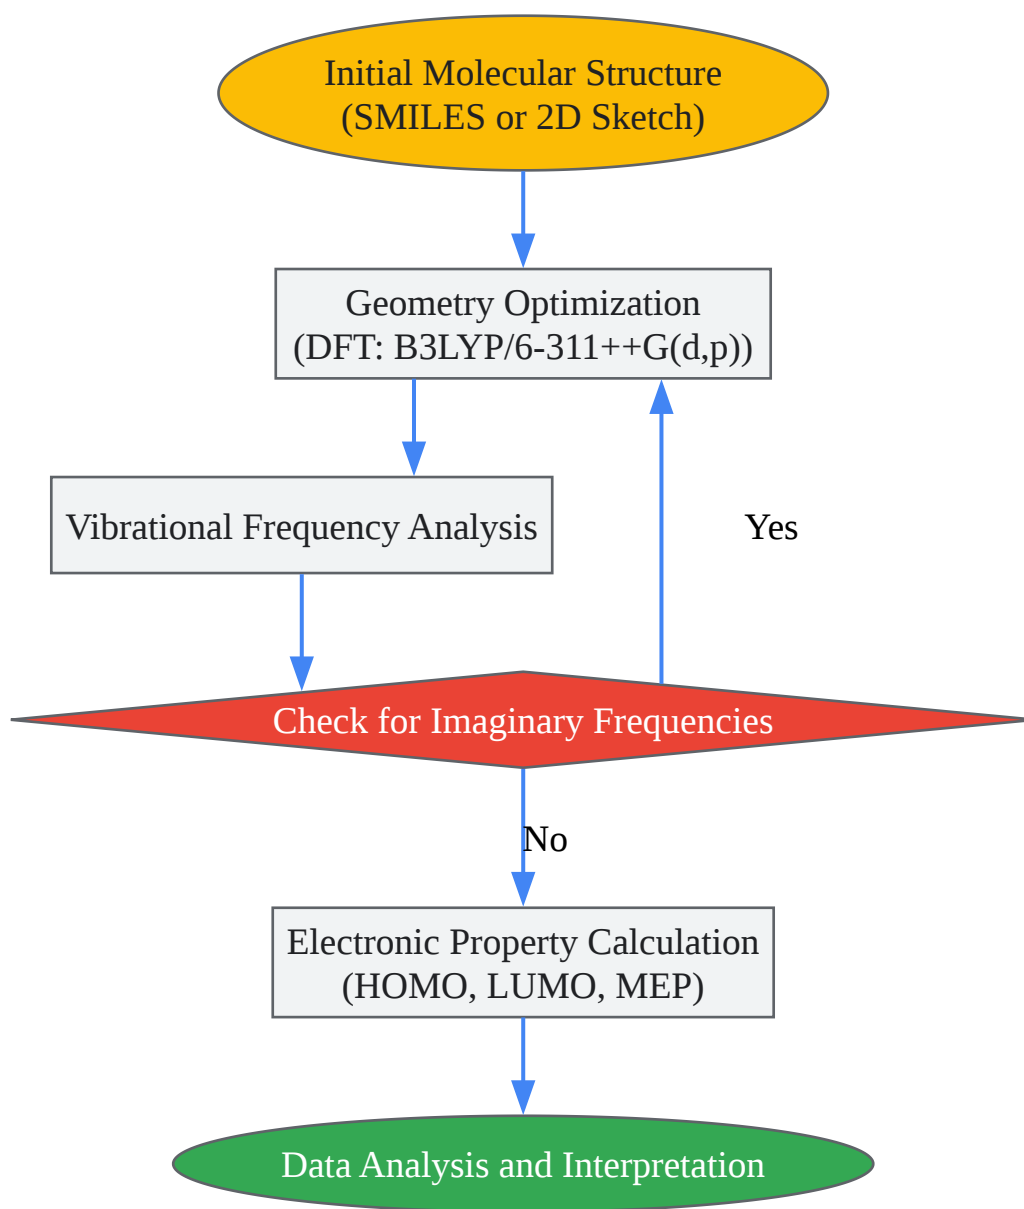 Initial Molecular Structure
(SMILES or 2D Sketch)
Geometry Optimization
(DFT: B3LYP/6-311++G(d,p))
Vibrational Frequency Analysis
Yes
Check for Imaginary Frequencies
No
Electronic Property Calculation
(HOMO, LUMO, MEP)
Data Analysis and Interpretation